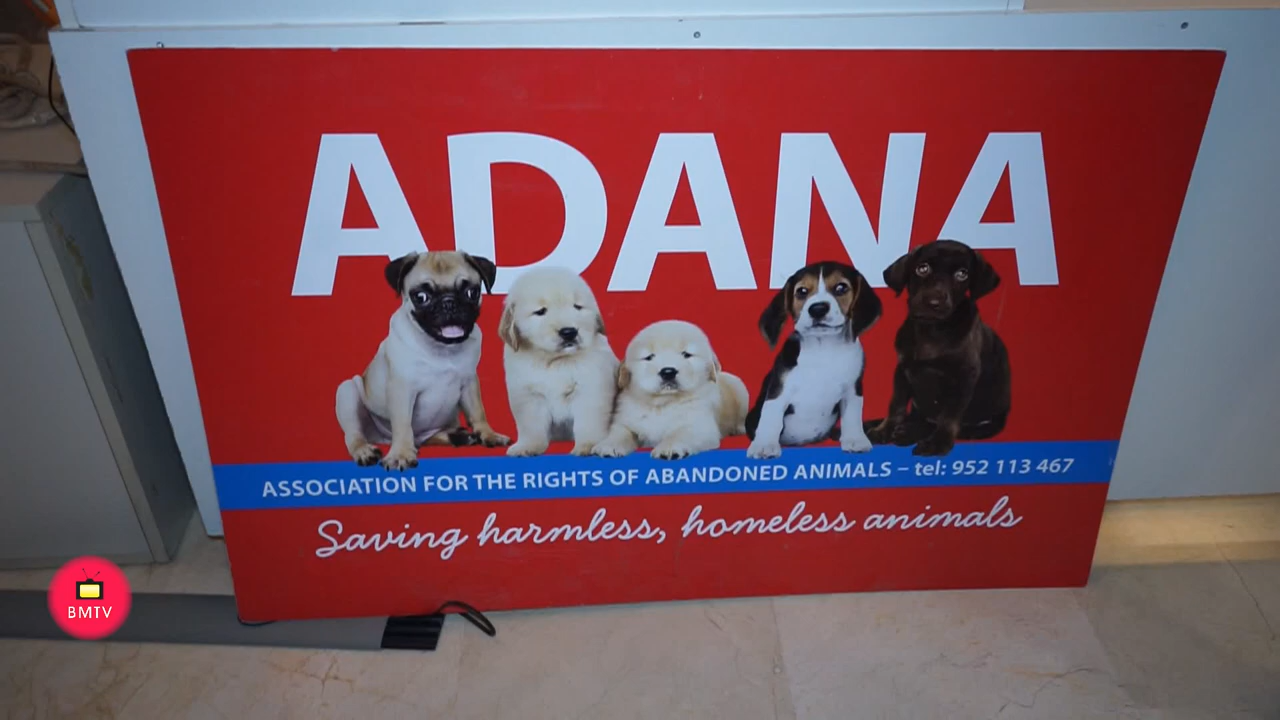 ADANA
ASSOCIATION FOR THE RIGHTS OF ABANDONED ANIMALS – tel: 952 113 467
Saving harmless, homeless animals
BMTV